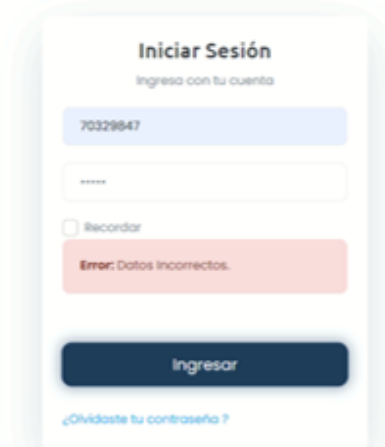 Iniciar Sesión
Ingresa con tu cuenta
70329847
-----
Recordar
Error: Datos Incorrectos.
Ingresar
¿Olvidaste tu contraseña ?